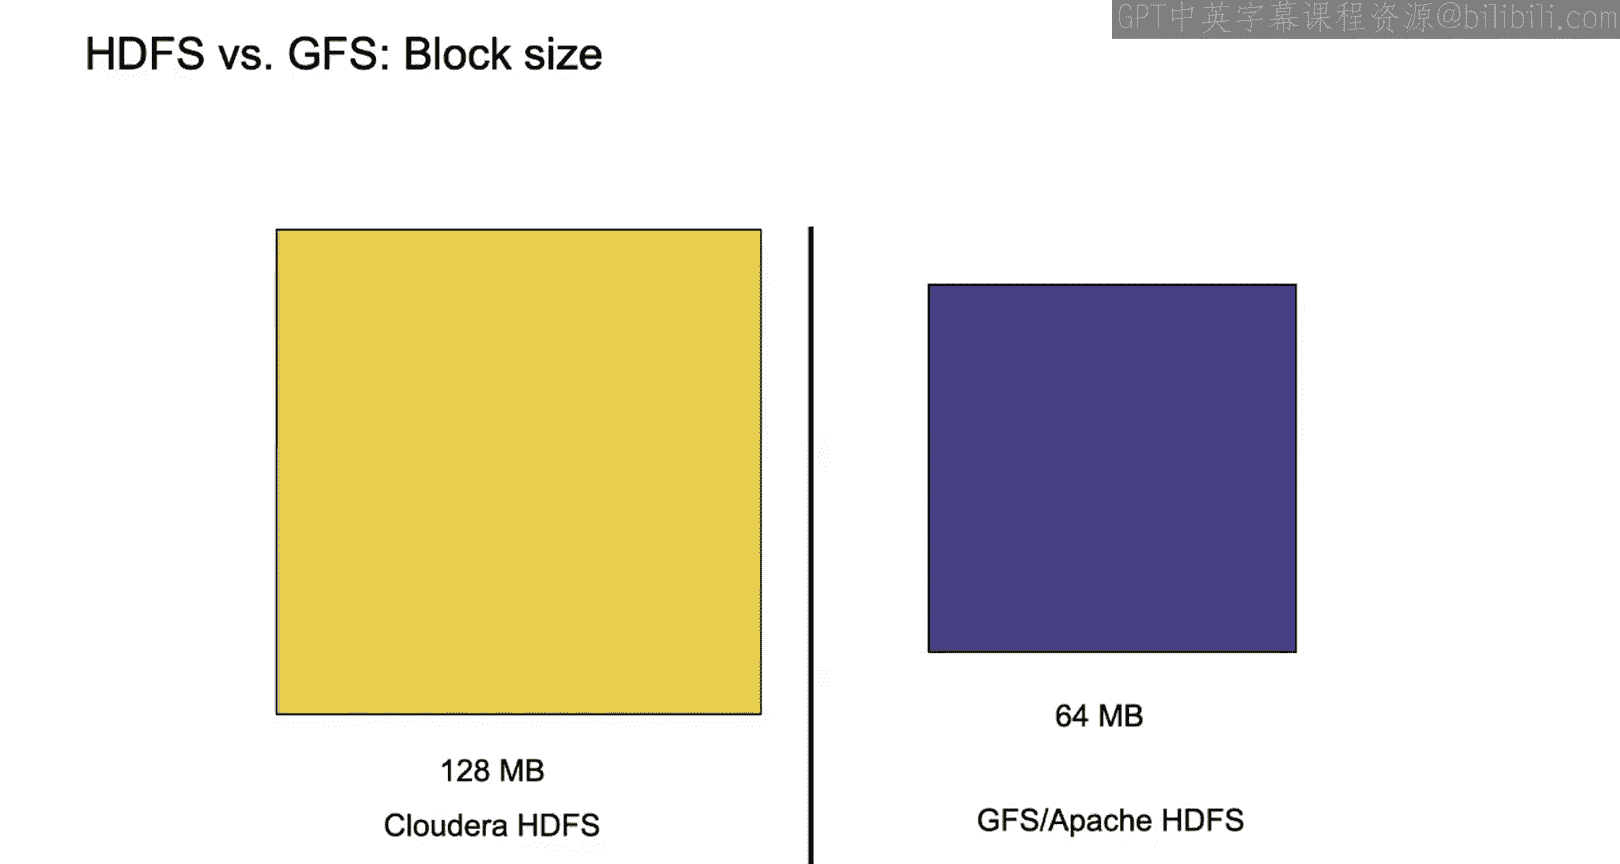 GPT中英字幕课程资源@bilibili.com
HDFS vs. GFS: Block size
128 MB
Cloudera HDFS
64 MB
GFS/Apache HDFS